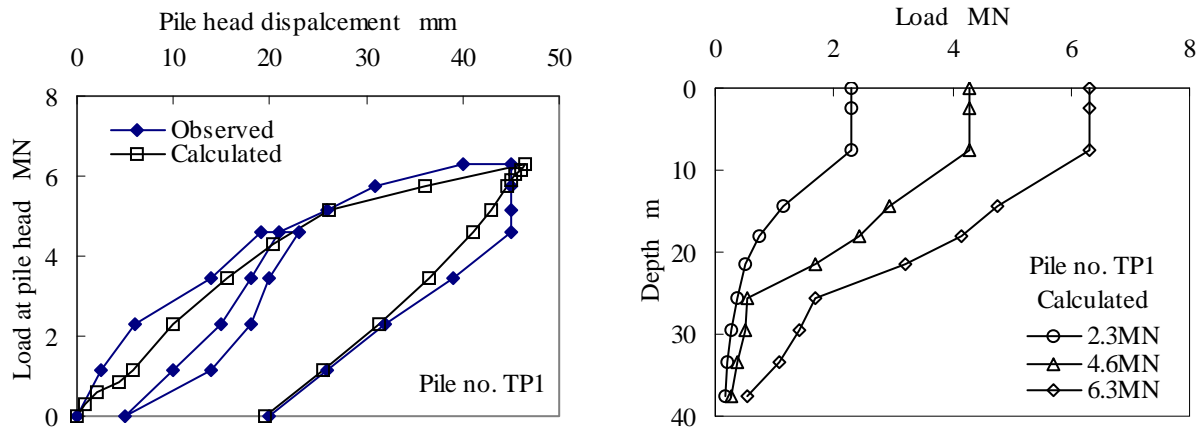 Pile head dispalcement mm
0 10 20 30 40 50
8
6
4
2
0
Load at pile head MN
Observed
Calculated
Pile no. TP1
Load MN
0 2 4 6 8
0
10
20
30
40
Depth m
Pile no. TP1
Calculated
2.3MN
4.6MN
6.3MN